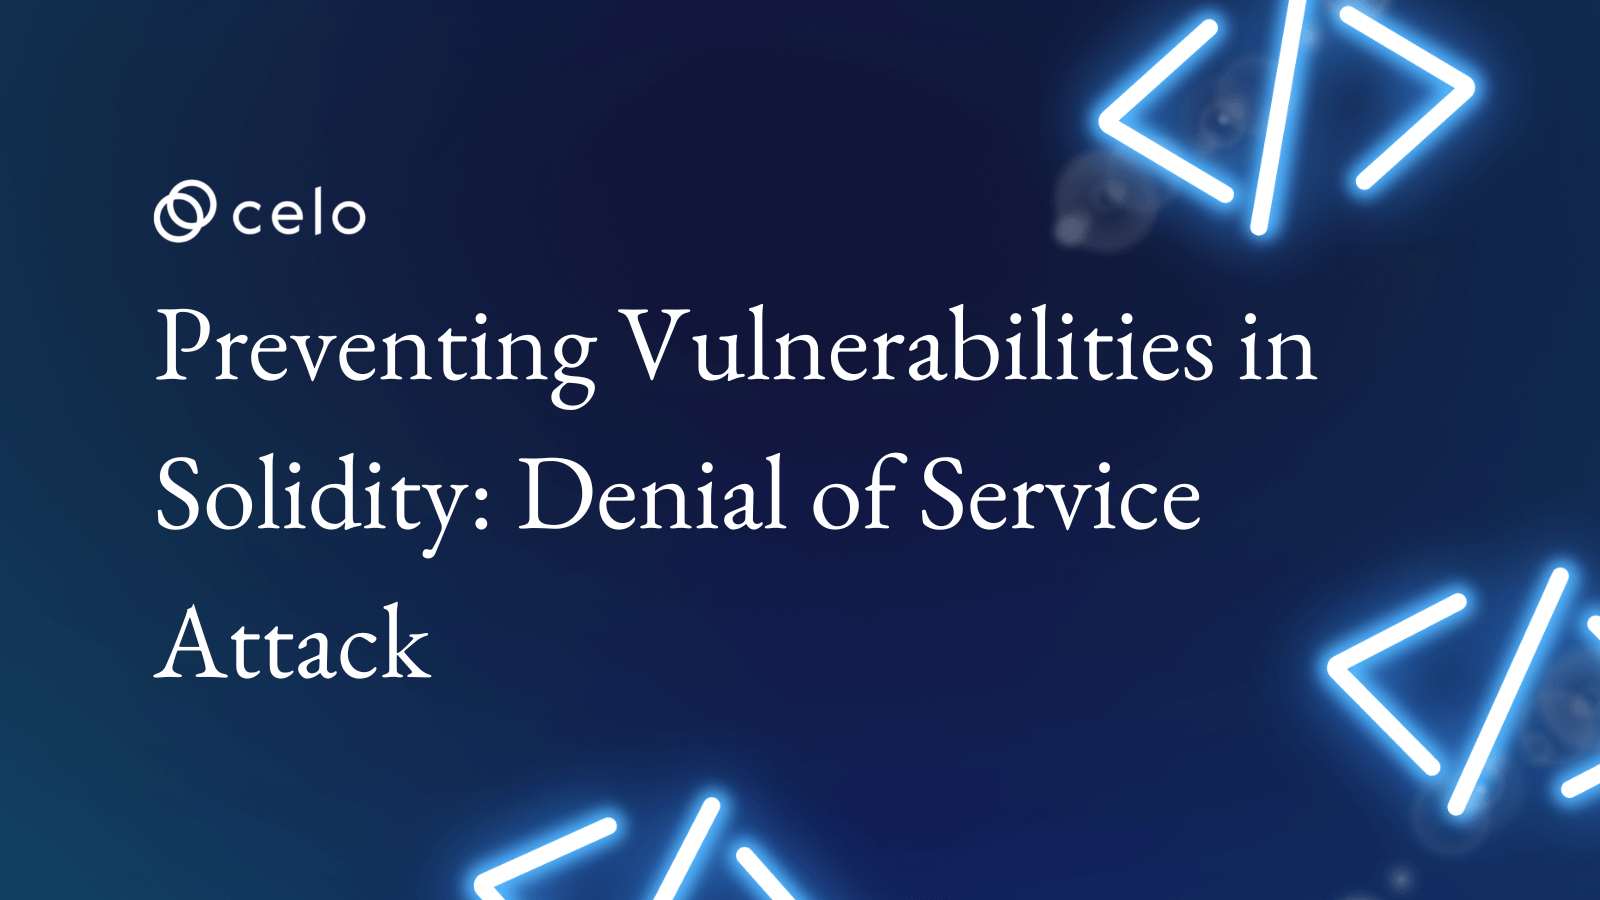 celo
Preventing Vulnerabilities in
Solidity: Denial of Service
Attack